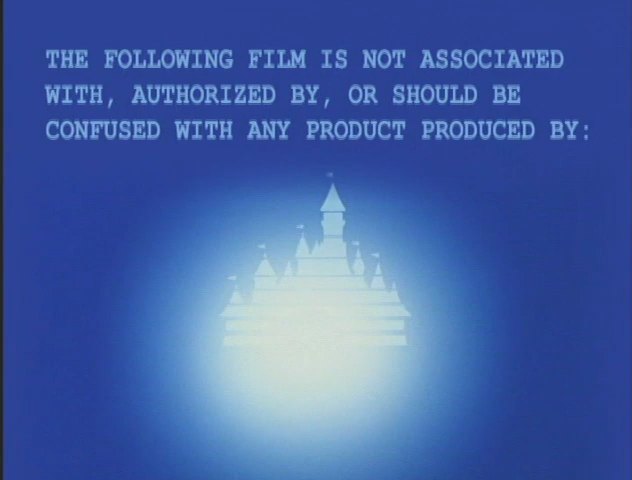 THE FOLLOWING FILM IS NOT ASSOCIATED
WITH, AUTHORIZED BY, OR SHOULD BE
CONFUSED WITH ANY PRODUCT PRODUCED BY: